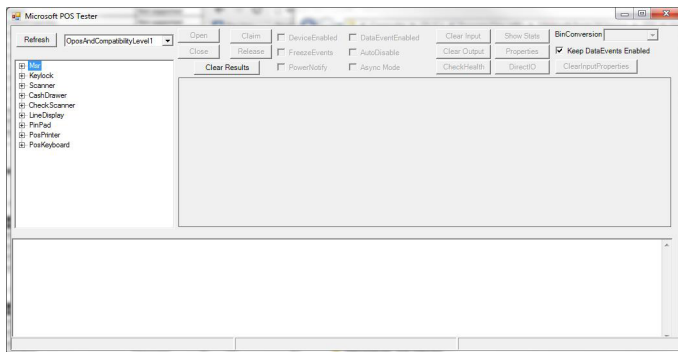 Microsoft POS Tester
Refresh
OposAndCompatibilityLevel1
Open
Claim
DeviceEnabled
DataEventEnabled
Clear Input
Show Stats
BinConversion
Close
Release
FreezeEvents
AutoDisable
Clear Output
Properties
Keep DataEvents Enabled
Clear Results
PowerNotify
Async Mode
CheckHealth
DirectIO
ClearInputProperties
Msr
Keylock
Scanner
CashDrawer
CheckScanner
LineDisplay
PinPad
PosPrinter
PosKeyboard